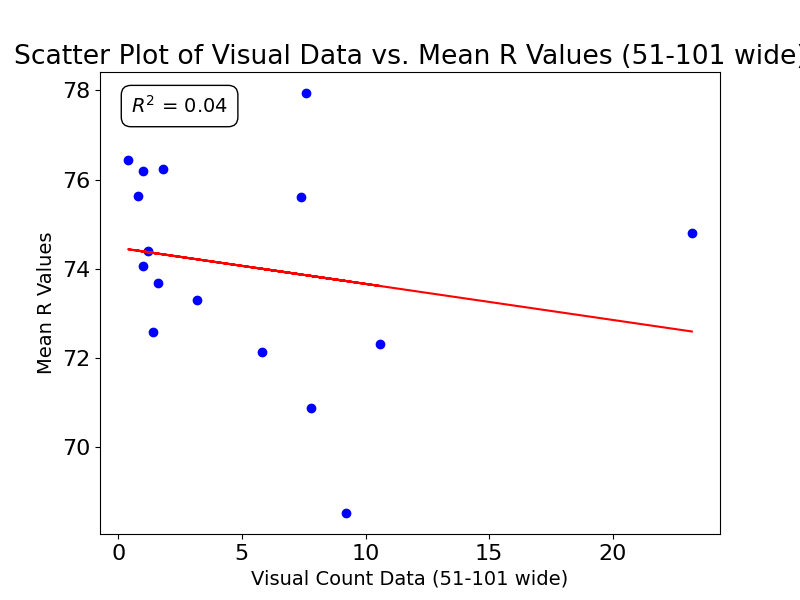 Scatter Plot of Visual Data vs. Mean R Values (51-101 wide)
R² = 0.04
78
76
74
72
70
Mean R Values
0 5 10 15 20
Visual Count Data (51-101 wide)